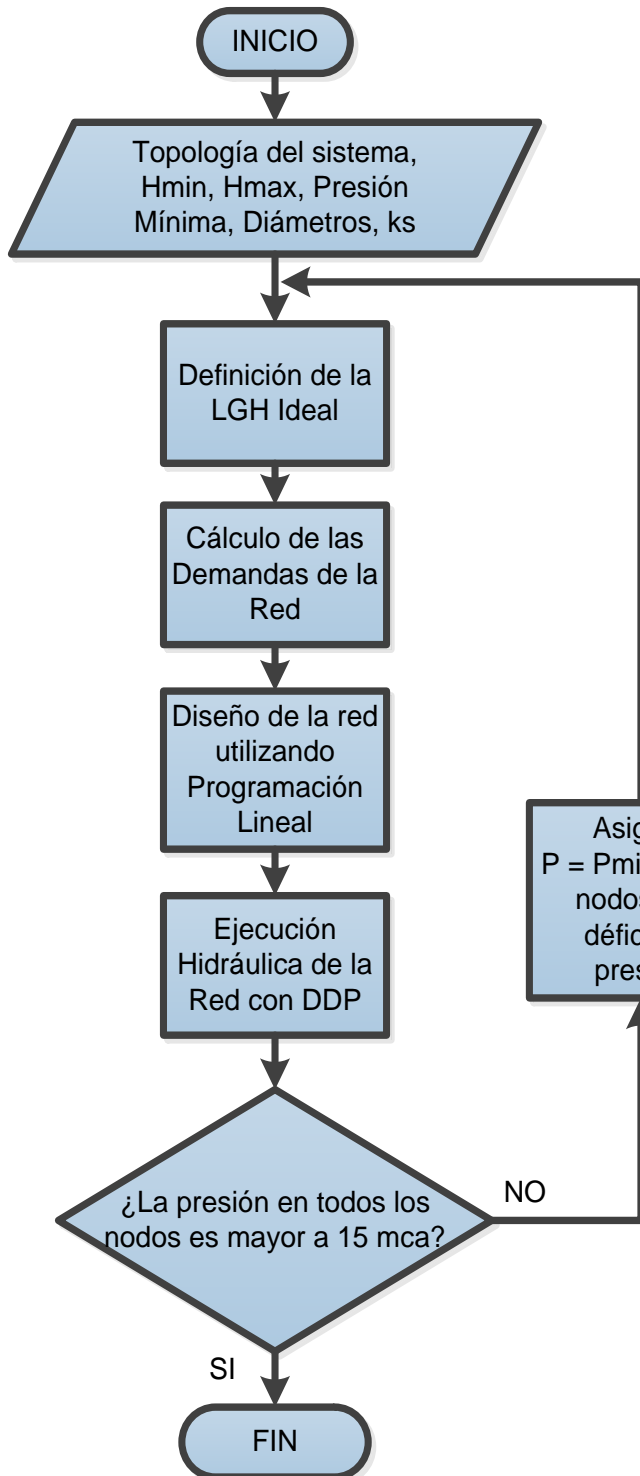 INICIO
Topología del sistema,
Hmin, Hmax, Presión
Mínima, Diámetros, ks
Definición de la
LGH Ideal
Cálculo de las
Demandas de la
Red
Diseño de la red
utilizando
Programación
Lineal
Ejecución
Hidráulica de la
Red con DDP
¿La presión en todos los
nodos es mayor a 15 mca?
NO
SI
FIN
P =